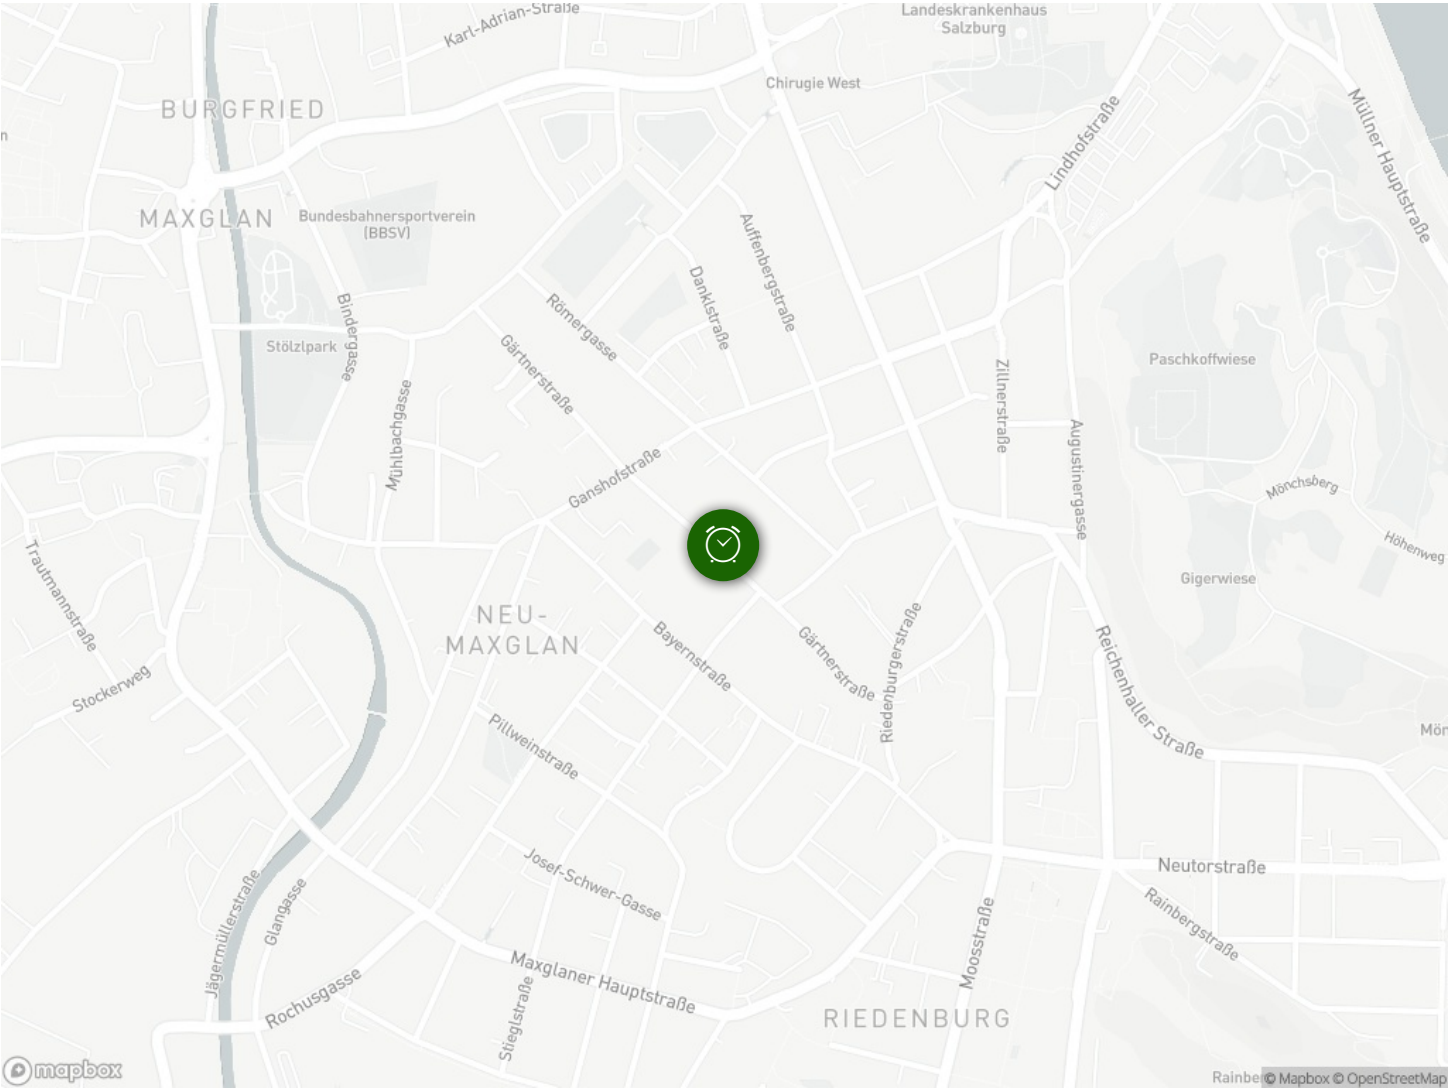 Karl-Adrian-Straße
Landeskrankenhaus
Salzburg
Chirugie West
BURGFRIED
Müllner Hauptstraße
Lindhofstraße
n
MAXGLAN
Bundesbahnersportverein
(BBSV)
Auffenbergstraße
Danklstraße
Bindergasse
Römergasse
Stölzlpark
Gärtnerstraße
Paschkoffwiese
Zillnerstraße
Mühlbachgasse
Augustinergasse
Ganshofstraße
Mönchsberg
Höhenweg
Trautmannstraße
Gigerwiese
NEU-
MAXGLAN
Bayernstraße
Gärtnerstraße
Riedenburgerstraße
Reichenhaller Straße
Stockerweg
Pillweinstraße
Mön
Josef-Schwer-Gasse
Neutorstraße
Jägermüllerstraße
Glangasse
Rainbergstraße
Moosstraße
Maxglaner Hauptstraße
Rochusgasse
Stieglstraße
RIEDENBURG
mapbox
Rainbe
© Mapbox © OpenStreetMap